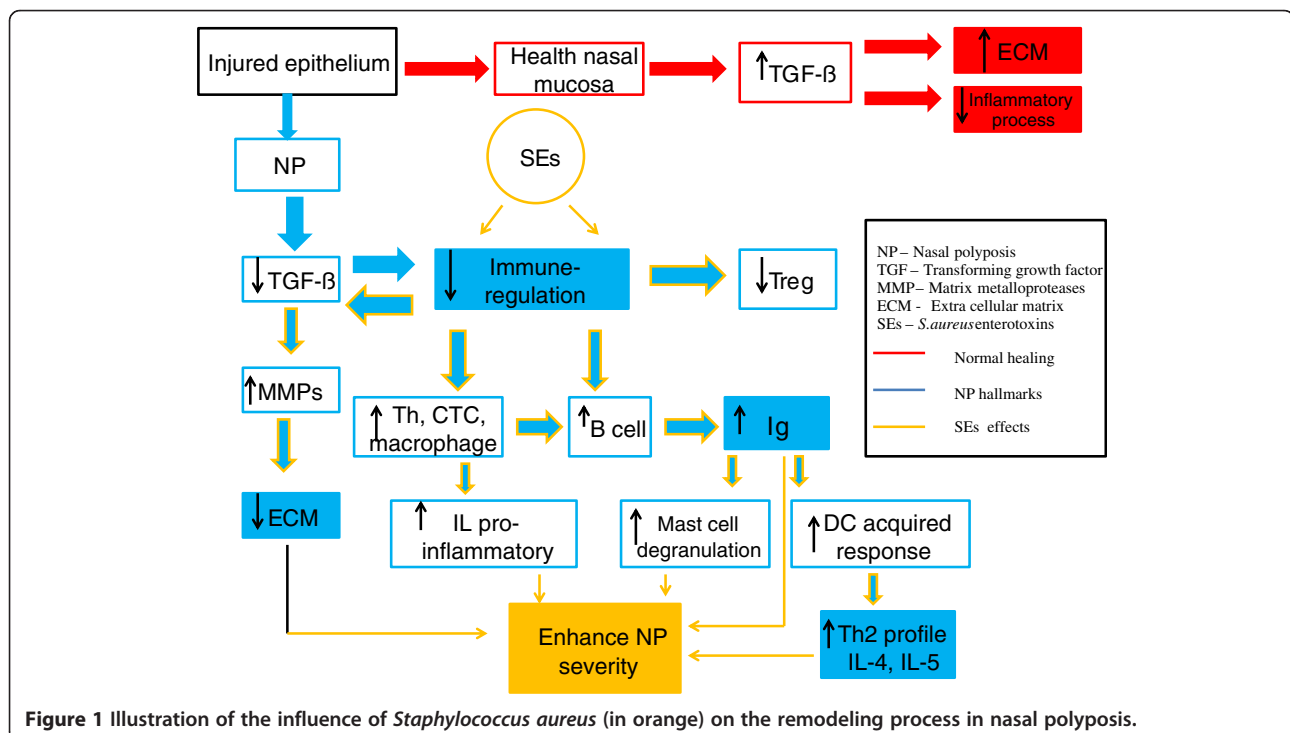 Injured epithelium
Health nasal
mucosa
↑TGF-ß
↑ ECM
↓ Inflammatory
process
NP
SEs
↓ TGF-ß
↓ Immune-
regulation
↓ Treg
NP – Nasal polyposis
TGF – Transforming growth factor
MMP – Matrix metalloproteases
ECM - Extra cellular matrix
SEs – S.aureusenterotoxins
Normal healing
NP hallmarks
SEs effects
↑MMPs
↑ Th, CTC,
macrophage
↑B cell
↑ Ig
↓ECM
↑ IL pro-
inflammatory
↑ Mast cell
degranulation
↑DC acquired
response
Enhance NP
severity
↑Th2 profile
IL-4, IL-5
Figure 1 Illustration of the influence of Staphylococcus aureus (in orange) on the remodeling process in nasal polyposis.